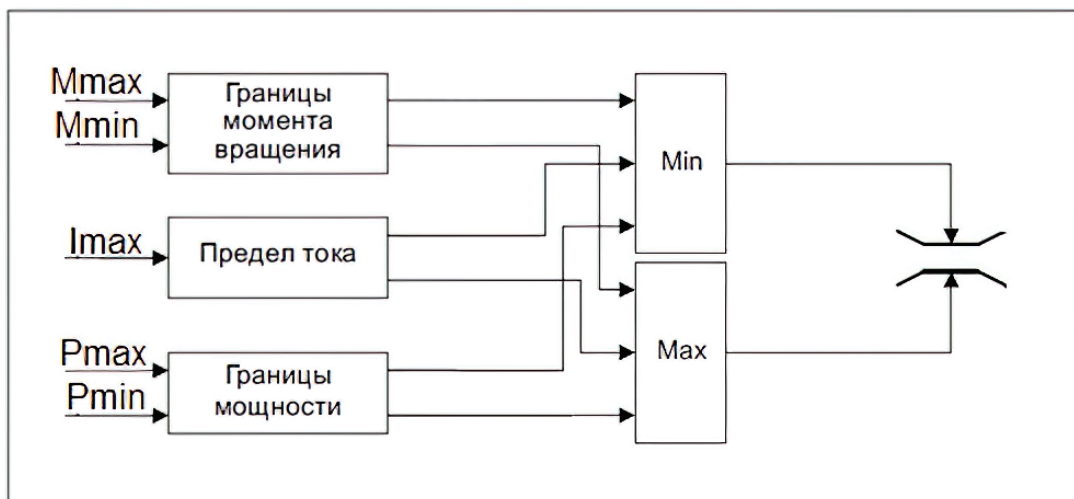 Mmax
Mmin
Границы
момента
вращения
Min
Imax
Предел тока
Pmax
Pmin
Границы
мощности
Max